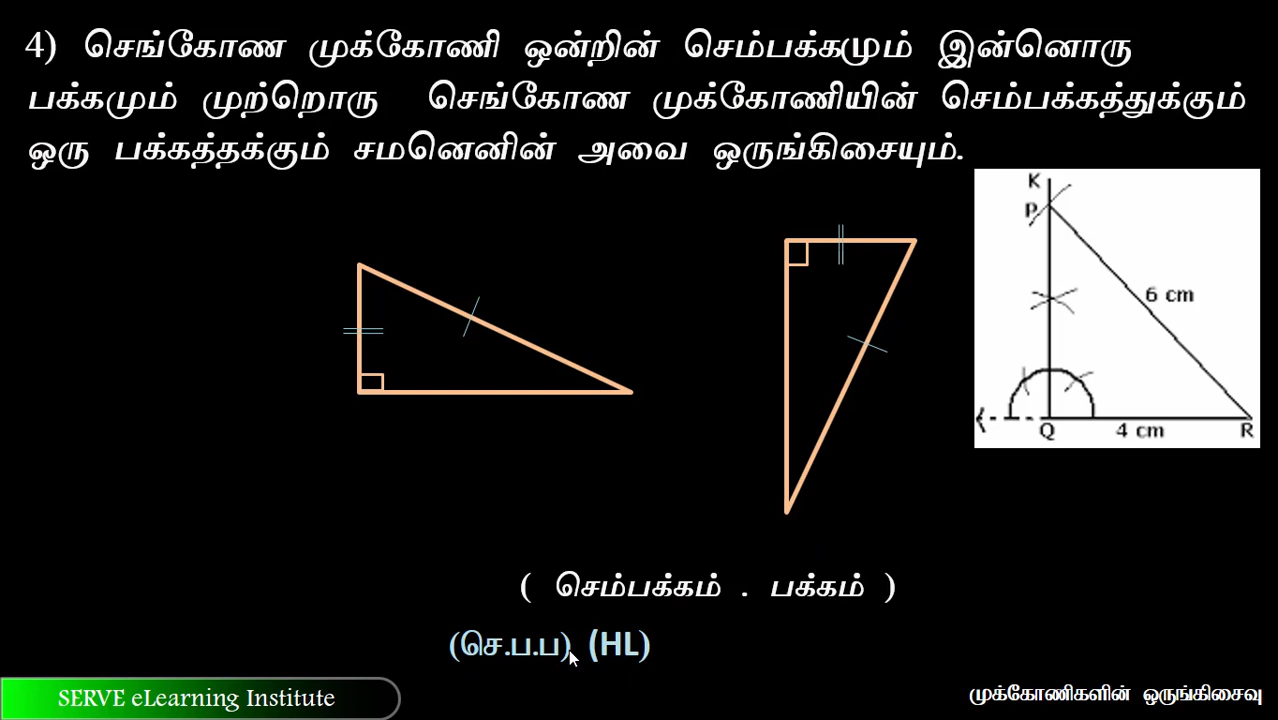 4) செங்கோண முக்கோணி ஒன்றின் செம்பக்கமும் இன்னொரு
பக்கமும் முற்றொரு செங்கோண முக்கோணியின் செம்பக்கத்துக்கும்
ஒரு பக்கத்தக்கும் சமனெனின் அவை ஒருங்கிசையும்.
K
P
6 cm
Q 4 cm R
( செம்பக்கம் . பக்கம் )
(செ.ப.ப) (HL)
SERVE eLearning Institute
முக்கோணிகளின் ஒருங்கிசைவு